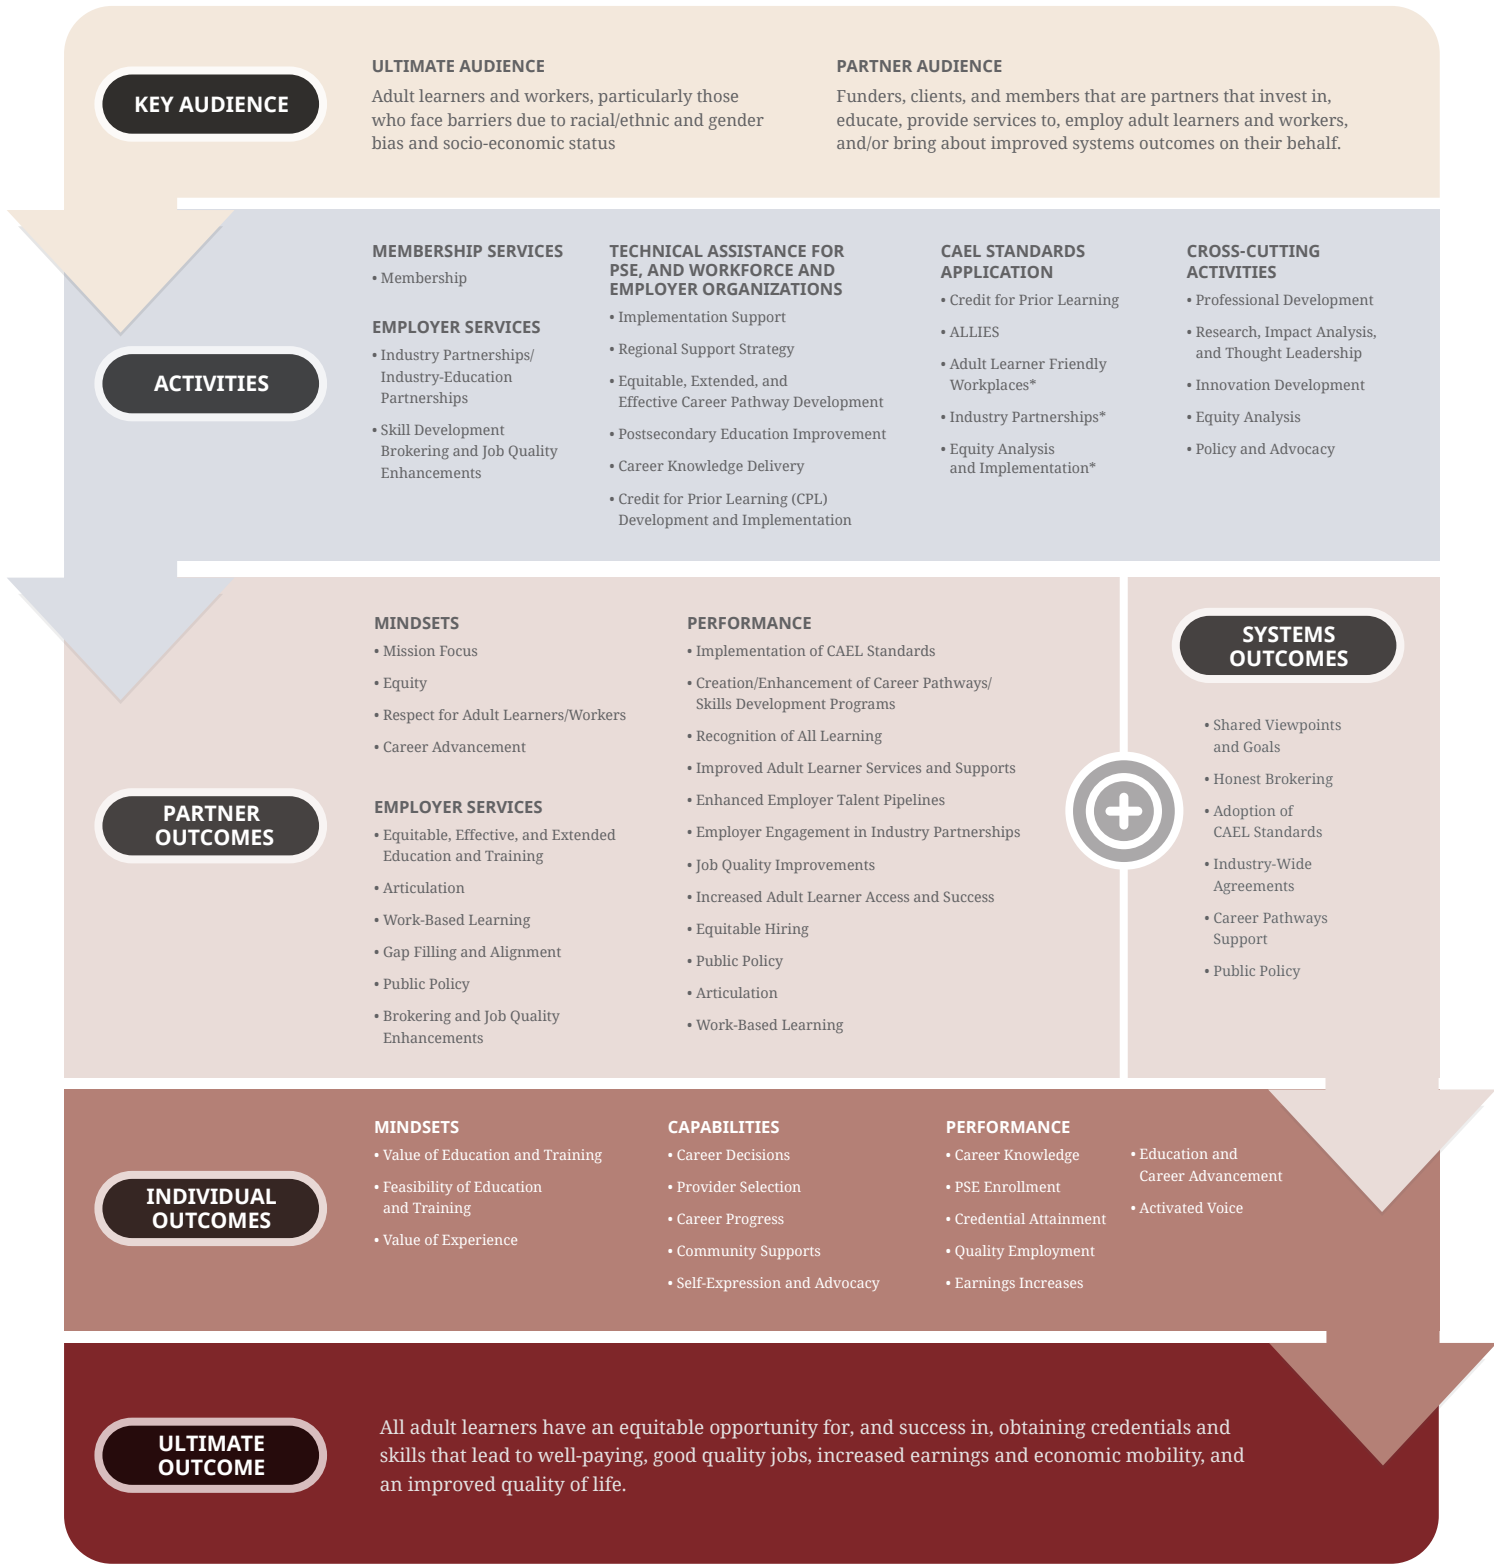 KEY AUDIENCE
ULTIMATE AUDIENCE
Adult learners and workers, particularly those
who face barriers due to racial/ethnic and gender
bias and socio-economic status
PARTNER AUDIENCE
Funders, clients, and members that are partners that invest in,
educate, provide services to, employ adult learners and workers,
and/or bring about improved systems outcomes on their behalf.
ACTIVITIES
MEMBERSHIP SERVICES
• Membership
EMPLOYER SERVICES
• Industry Partnerships/
Industry-Education
Partnerships
• Skill Development
Brokering and Job Quality
Enhancements
TECHNICAL ASSISTANCE FOR
PSE, AND WORKFORCE AND
EMPLOYER ORGANIZATIONS
• Implementation Support
• Regional Support Strategy
• Equitable, Extended, and
Effective Career Pathway Development
• Postsecondary Education Improvement
• Career Knowledge Delivery
• Credit for Prior Learning (CPL)
Development and Implementation
CAEL STANDARDS
APPLICATION
• Credit for Prior Learning
• ALLIES
• Adult Learner Friendly
Workplaces*
• Industry Partnerships*
• Equity Analysis
and Implementation*
CROSS-CUTTING
ACTIVITIES
• Professional Development
• Research, Impact Analysis,
and Thought Leadership
• Innovation Development
• Equity Analysis
• Policy and Advocacy
PARTNER
OUTCOMES
MINDSETS
• Mission Focus
• Equity
• Respect for Adult Learners/Workers
• Career Advancement
EMPLOYER SERVICES
• Equitable, Effective, and Extended
Education and Training
• Articulation
• Work-Based Learning
• Gap Filling and Alignment
• Public Policy
• Brokering and Job Quality
Enhancements
PERFORMANCE
• Implementation of CAEL Standards
• Creation/Enhancement of Career Pathways/
Skills Development Programs
• Recognition of All Learning
• Improved Adult Learner Services and Supports
• Enhanced Employer Talent Pipelines
• Employer Engagement in Industry Partnerships
• Job Quality Improvements
• Increased Adult Learner Access and Success
• Equitable Hiring
• Public Policy
• Articulation
• Work-Based Learning
SYSTEMS
OUTCOMES
• Shared Viewpoints
and Goals
• Honest Brokering
• Adoption of
CAEL Standards
• Industry-Wide
Agreements
• Career Pathways
Support
• Public Policy
INDIVIDUAL
OUTCOMES
MINDSETS
• Value of Education and Training
• Feasibility of Education
and Training
• Value of Experience
CAPABILITIES
• Career Decisions
• Provider Selection
• Career Progress
• Community Supports
• Self-Expression and Advocacy
PERFORMANCE
• Career Knowledge
• PSE Enrollment
• Credential Attainment
• Quality Employment
• Earnings Increases
• Education and
Career Advancement
• Activated Voice
ULTIMATE
OUTCOME
All adult learners have an equitable opportunity for, and success in, obtaining credentials and
skills that lead to well-paying, good quality jobs, increased earnings and economic mobility, and
an improved quality of life.